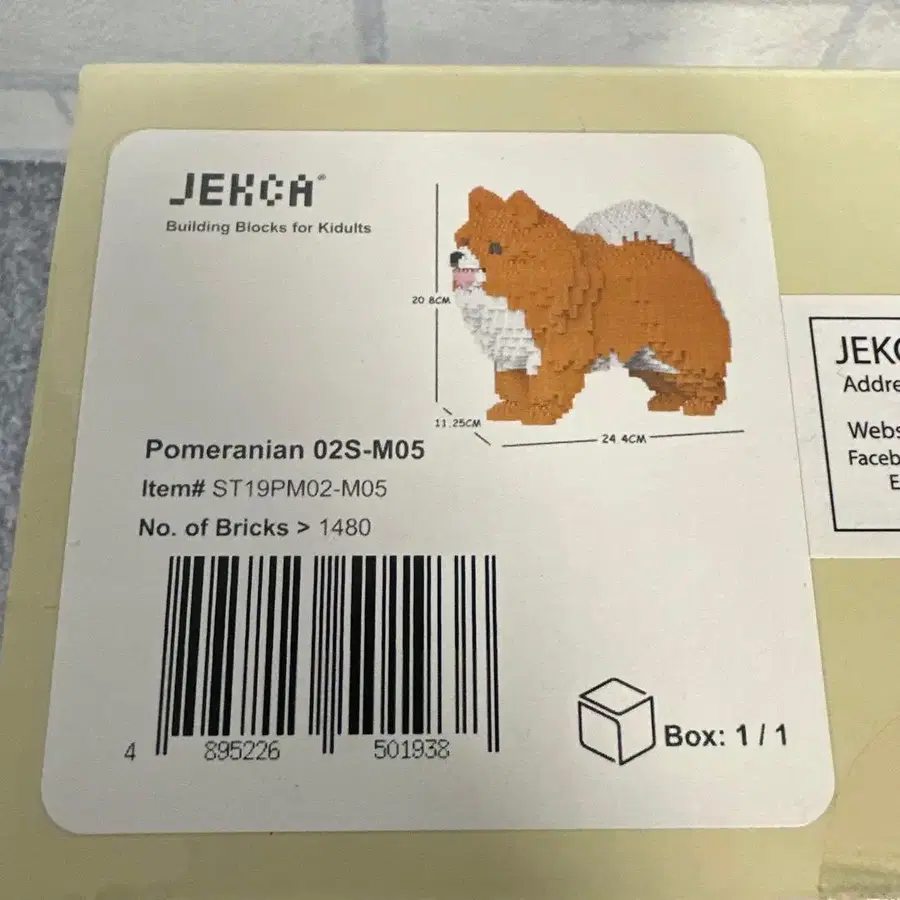 JEKCA®
Building Blocks for Kidults
20 8CM
11.25CM
24 4CM
Pomeranian 02S-M05
Item# ST19PM02-M05
No. of Bricks > 1480
4 895226 501938
Box: 1 / 1
JEKC
Addre
Webs
Faceb
E